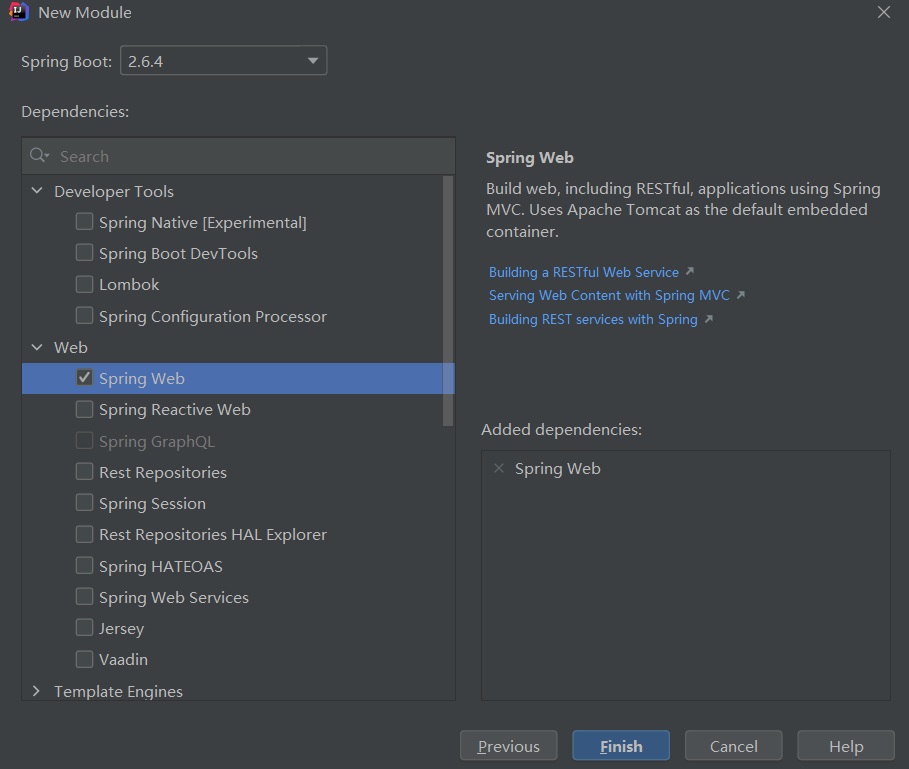 New Module
Spring Boot: 2.6.4
Dependencies:
Search
Developer Tools
Spring Native [Experimental]
Spring Boot DevTools
Lombok
Spring Configuration Processor
Web
Spring Web
Spring Reactive Web
Spring GraphQL
Rest Repositories
Spring Session
Rest Repositories HAL Explorer
Spring HATEOAS
Spring Web Services
Jersey
Vaadin
Template Engines
Spring Web
Build web, including RESTful, applications using Spring
MVC. Uses Apache Tomcat as the default embedded
container.
Building a RESTful Web Service
Serving Web Content with Spring MVC
Building REST services with Spring
Added dependencies:
Spring Web
Previous Finish Cancel Help